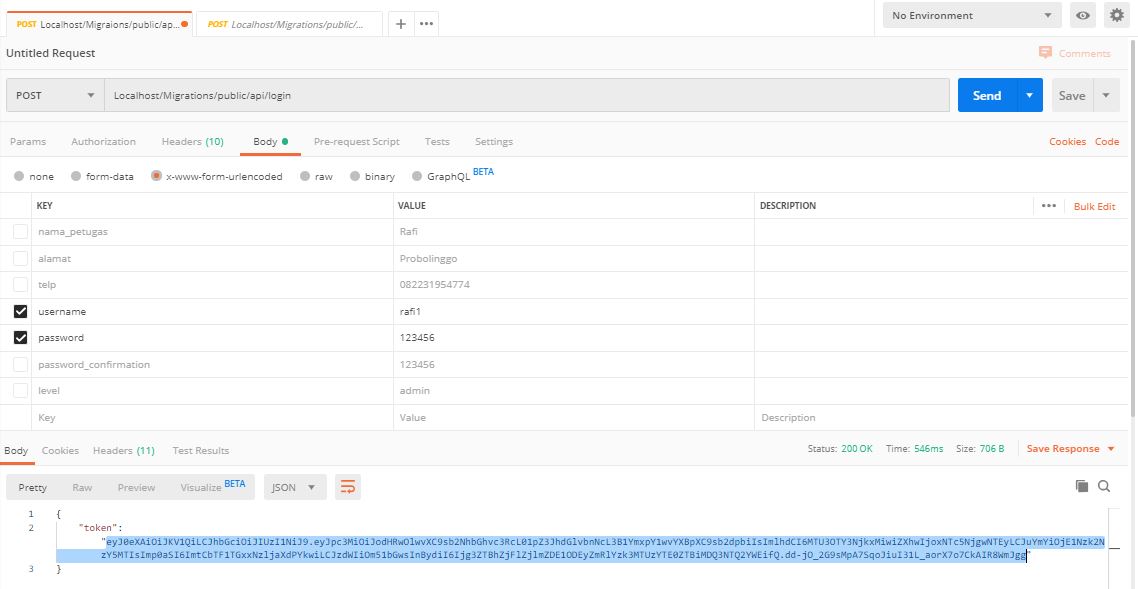 POST Localhost/Migraions/public/ap...
POST Localhost/Migrations/public/...
No Environment
Untitled Request
Comments
POST
Localhost/Migrations/public/api/login
Send
Save
Params Authorization Headers (10) Body Pre-request Script Tests Settings
Cookies Code
none form-data x-www-form-urlencoded raw binary GraphQL BETA
KEY VALUE DESCRIPTION
Bulk Edit
nama_petugas Rafi
alamat Probolinggo
telp 082231954774
username rafi1
password 123456
password_confirmation 123456
level admin
Key Value Description
Body Cookies Headers (11) Test Results
Status: 200 OK Time: 546ms Size: 706 B
Save Response
Pretty Raw Preview Visualize BETA JSON
1 {
2 "token":
3 }